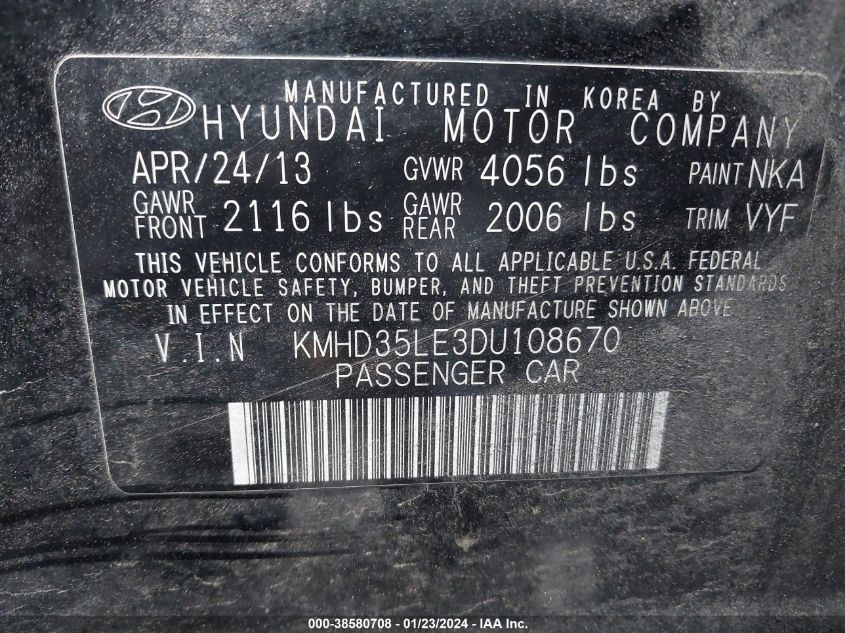 MANUFACTURED IN KOREA BY
HYUNDAI MOTOR COMPANY
APR/24/13 GVWR 4056 lbs PAINT NKA
GAWR FRONT 2116 lbs GAWR REAR 2006 lbs TRIM VYF
THIS VEHICLE CONFORMS TO ALL APPLICABLE U.S.A. FEDERAL
MOTOR VEHICLE SAFETY, BUMPER, AND THEFT PREVENTION STANDARDS
IN EFFECT ON THE DATE OF MANUFACTURE SHOWN ABOVE
V.I.N KMHD35LE3DU108670
PASSENGER CAR
000-38580708 - 01/23/2024 - © IAA Inc.